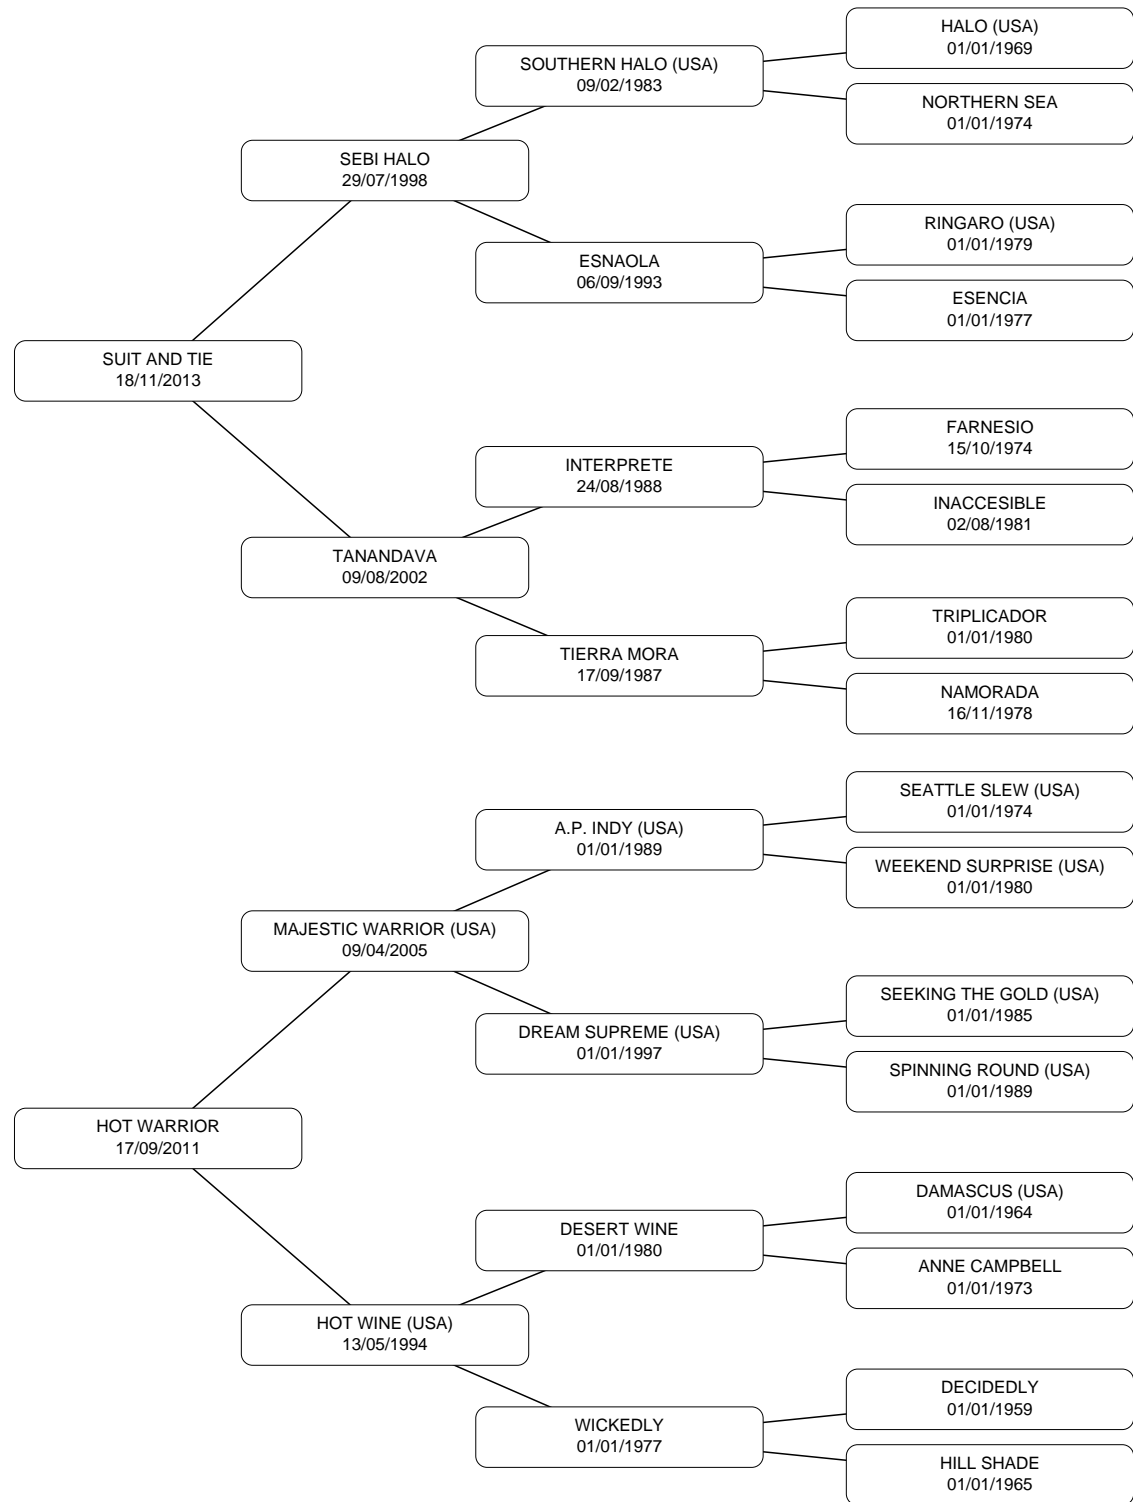 HALO (USA)
01/01/1969
SOUTHERN HALO (USA)
09/02/1983
NORTHERN SEA
01/01/1974
SEBI HALO
29/07/1998
RINGARO (USA)
01/01/1979
ESNAOLA
06/09/1993
ESENCIA
01/01/1977
SUIT AND TIE
18/11/2013
FARNESIO
15/10/1974
INTERPRETE
24/08/1988
INACCESIBLE
02/08/1981
TANANDAVA
09/08/2002
TRIPLICADOR
01/01/1980
TIERRA MORA
17/09/1987
NAMORADA
16/11/1978
SEATTLE SLEW (USA)
01/01/1974
A.P. INDY (USA)
01/01/1989
WEEKEND SURPRISE (USA)
01/01/1980
MAJESTIC WARRIOR (USA)
09/04/2005
SEEKING THE GOLD (USA)
01/01/1985
DREAM SUPREME (USA)
01/01/1997
SPINNING ROUND (USA)
01/01/1989
HOT WARRIOR
17/09/2011
DAMASCUS (USA)
01/01/1964
DESERT WINE
01/01/1980
ANNE CAMPBELL
01/01/1973
HOT WINE (USA)
13/05/1994
DECIDEDLY
01/01/1959
WICKEDLY
01/01/1977
HILL SHADE
01/01/1965